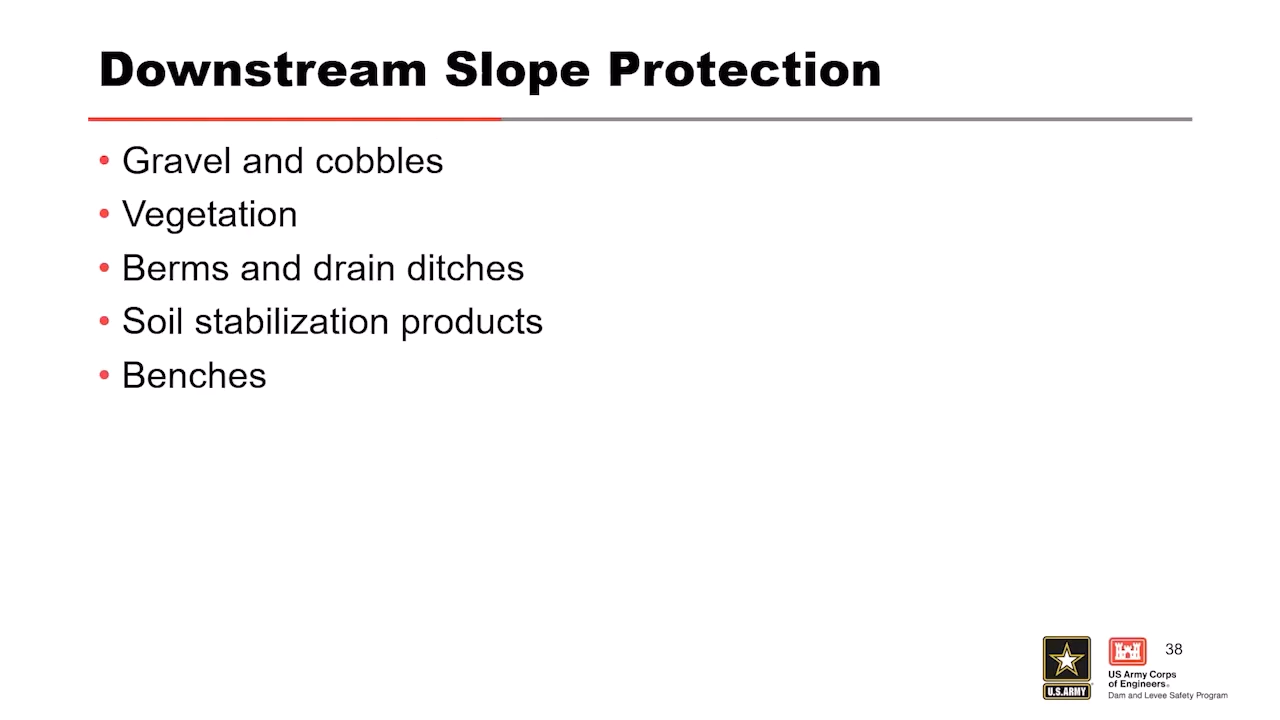 Downstream Slope Protection
• Gravel and cobbles
• Vegetation
• Berms and drain ditches
• Soil stabilization products
• Benches
38
U.S.ARMY
US Army Corps
of Engineers®
Dam and Levee Safety Program